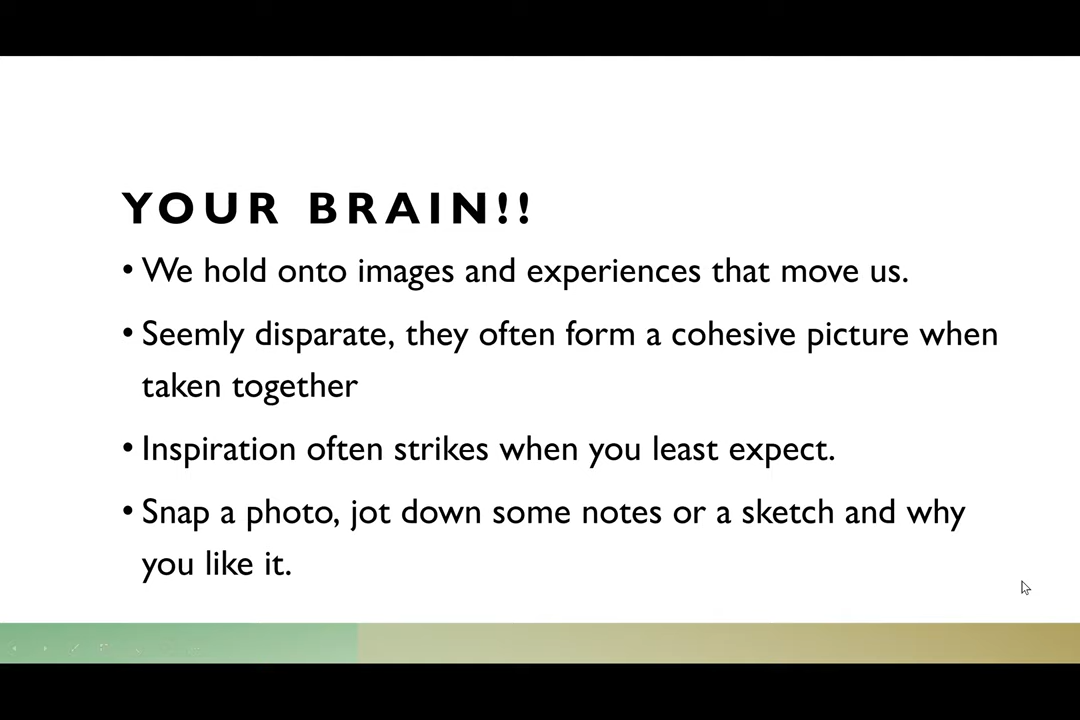 YOUR BRAIN!!
• We hold onto images and experiences that move us.
• Seemly disparate, they often form a cohesive picture when
taken together
• Inspiration often strikes when you least expect.
• Snap a photo, jot down some notes or a sketch and why
you like it.